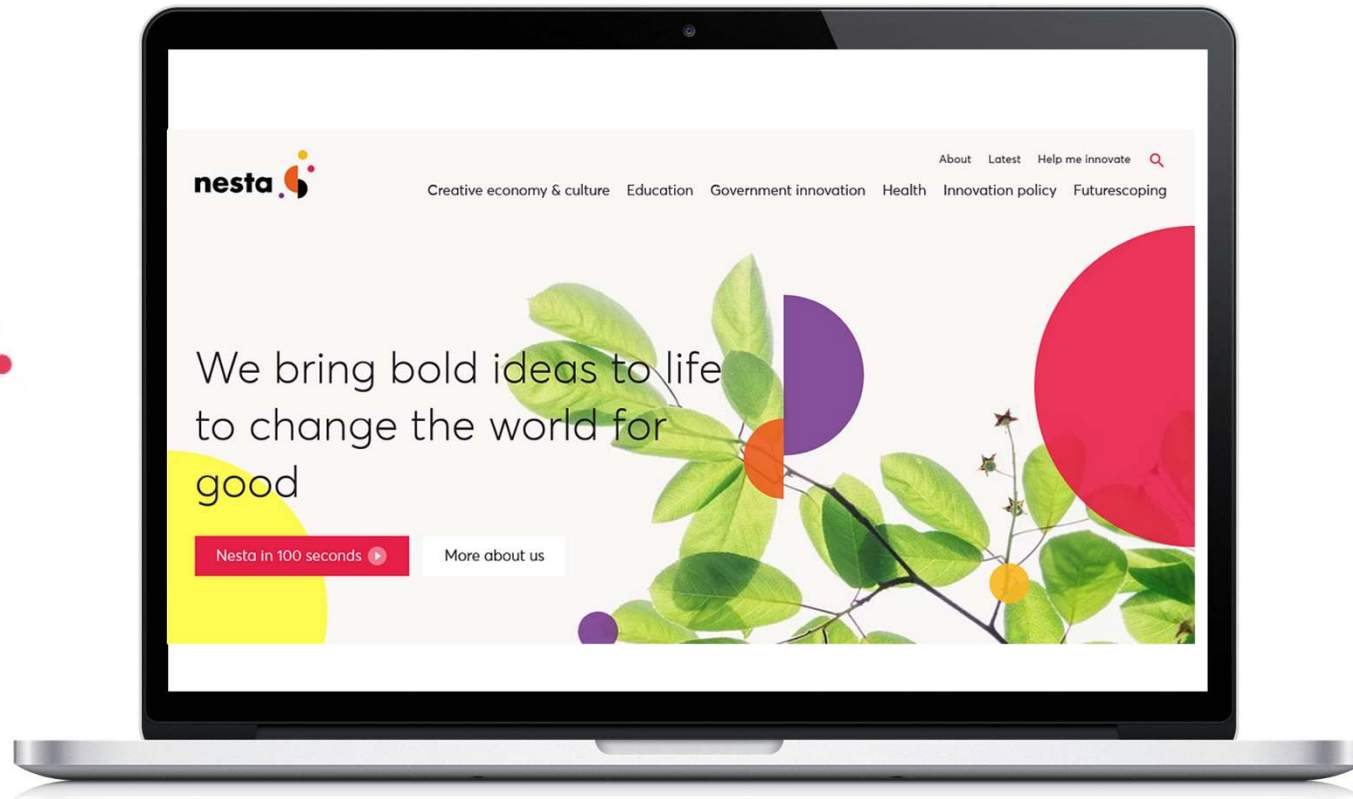 nesta
About Latest Help me innovate
Creative economy & culture Education Government innovation Health Innovation policy Futurescoping
We bring bold ideas to life
to change the world for
good
Nesta in 100 seconds
More about us